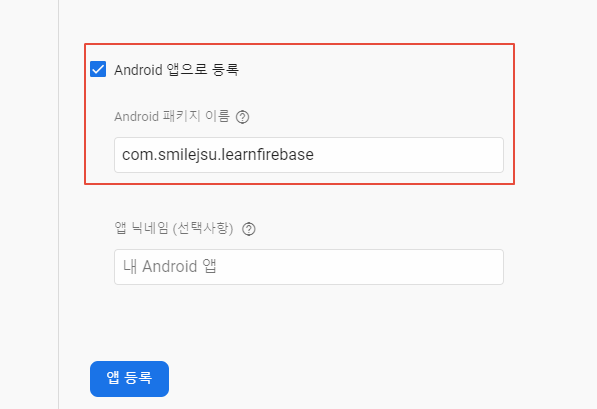 Android 앱으로 등록
Android 패키지 이름
com.smilejsu.learnfirebase
앱 닉네임 (선택사항)
내 Android 앱
앱 등록